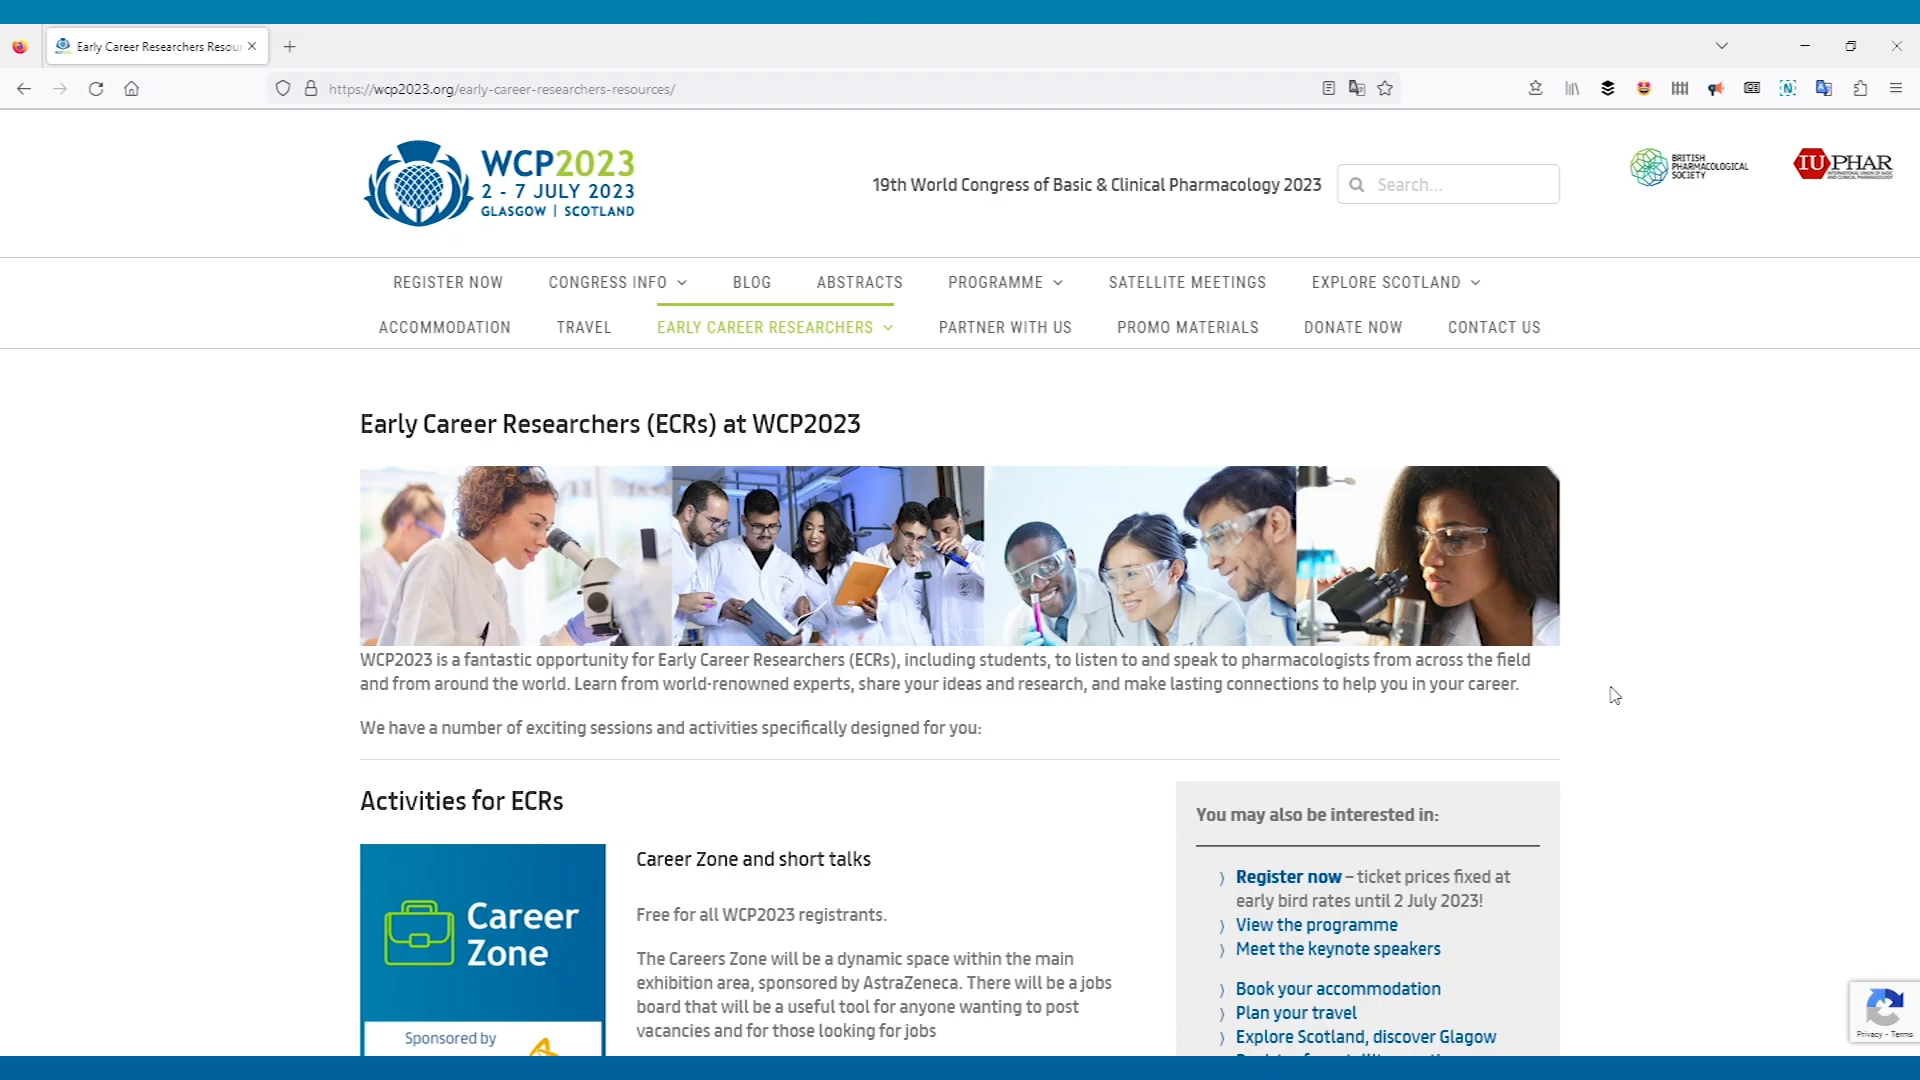 Early Career Researchers Resour
https://wcp2023.org/early-career-researchers-resources/
WCP2023
2 - 7 JULY 2023
GLASGOW | SCOTLAND
19th World Congress of Basic & Clinical Pharmacology 2023
Search...
BRITISH
PHARMACOLOGICAL
SOCIETY
IUPHAR
INTERNATIONAL UNION OF BASIC
AND CLINICAL PHARMACOLOGY
REGISTER NOW
CONGRESS INFO
BLOG
ABSTRACTS
PROGRAMME
SATELLITE MEETINGS
EXPLORE SCOTLAND
ACCOMMODATION
TRAVEL
EARLY CAREER RESEARCHERS
PARTNER WITH US
PROMO MATERIALS
DONATE NOW
CONTACT US
Early Career Researchers (ECRs) at WCP2023
WCP2023 is a fantastic opportunity for Early Career Researchers (ECRs), including students, to listen to and speak to pharmacologists from across the field
and from around the world. Learn from world-renowned experts, share your ideas and research, and make lasting connections to help you in your career.
We have a number of exciting sessions and activities specifically designed for you:
Activities for ECRs
Career
Zone
Sponsored by
Career Zone and short talks
Free for all WCP2023 registrants.
The Careers Zone will be a dynamic space within the main
exhibition area, sponsored by AstraZeneca. There will be a jobs
board that will be a useful tool for anyone wanting to post
vacancies and for those looking for jobs
You may also be interested in:
Register now – ticket prices fixed at
early bird rates until 2 July 2023!
View the programme
Meet the keynote speakers
Book your accommodation
Plan your travel
Explore Scotland, discover Glagow
Privacy - Terms